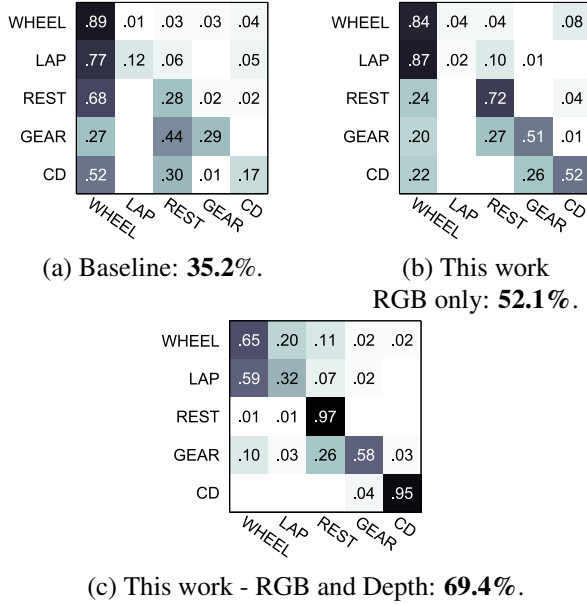 WHEEL .89 .01 .03 .03 .04
LAP .77 .12 .06 .05
REST .68 .28 .02 .02
GEAR .27 .44 .29
CD .52 .30 .01 .17
WHEEL LAP REST GEAR CD
(a) Baseline: 35.2%.
WHEEL .84 .04 .04 .08
LAP .87 .02 .10 .01
REST .24 .72 .04
GEAR .20 .27 .51 .01
CD .22 .26 .52
WHEEL LAP REST GEAR CD
(b) This work
RGB only: 52.1%.
WHEEL .65 .20 .11 .02 .02
LAP .59 .32 .07 .02
REST .01 .01 .97
GEAR .10 .03 .26 .58 .03
CD .04 .95
WHEEL LAP REST GEAR CD
(c) This work - RGB and Depth: 69.4%.